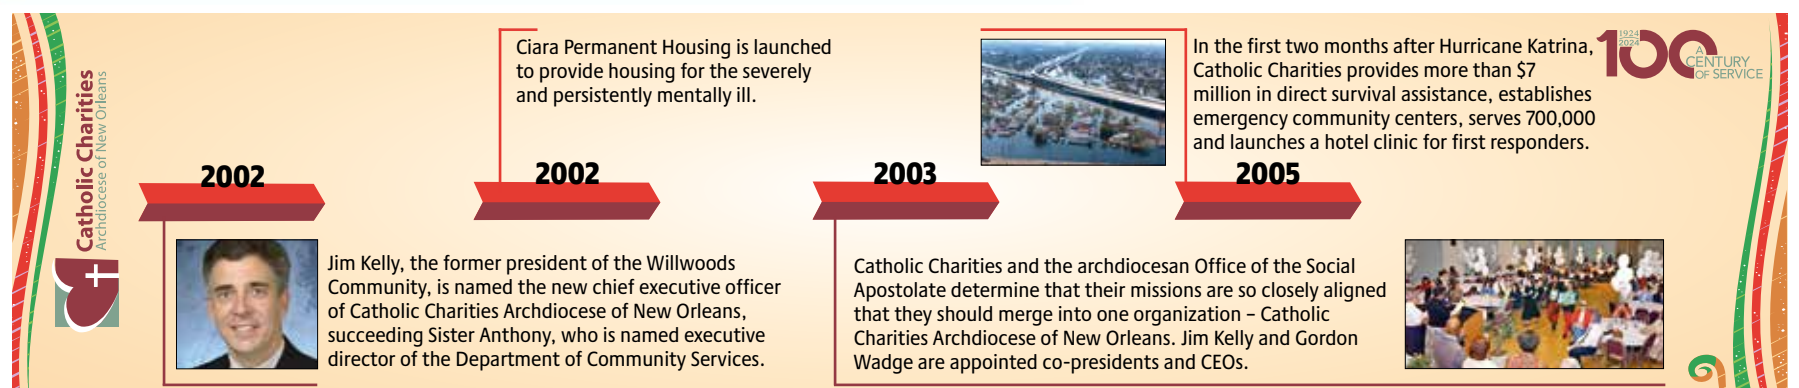 Catholic Charities
Archdiocese of New Orleans
2002
Jim Kelly, the former president of the Willwoods
Community, is named the new chief executive officer
of Catholic Charities Archdiocese of New Orleans,
succeeding Sister Anthony, who is named executive
director of the Department of Community Services.
Ciara Permanent Housing is launched
to provide housing for the severely
and persistently mentally ill.
2002
2003
Catholic Charities and the archdiocesan Office of the Social
Apostolate determine that their missions are so closely aligned
that they should merge into one organization – Catholic
Charities Archdiocese of New Orleans. Jim Kelly and Gordon
Wadge are appointed co-presidents and CEOs.
In the first two months after Hurricane Katrina,
Catholic Charities provides more than $7
million in direct survival assistance, establishes
emergency community centers, serves 700,000
and launches a hotel clinic for first responders.
2005
1924
2024
100
A
CENTURY
OF SERVICE